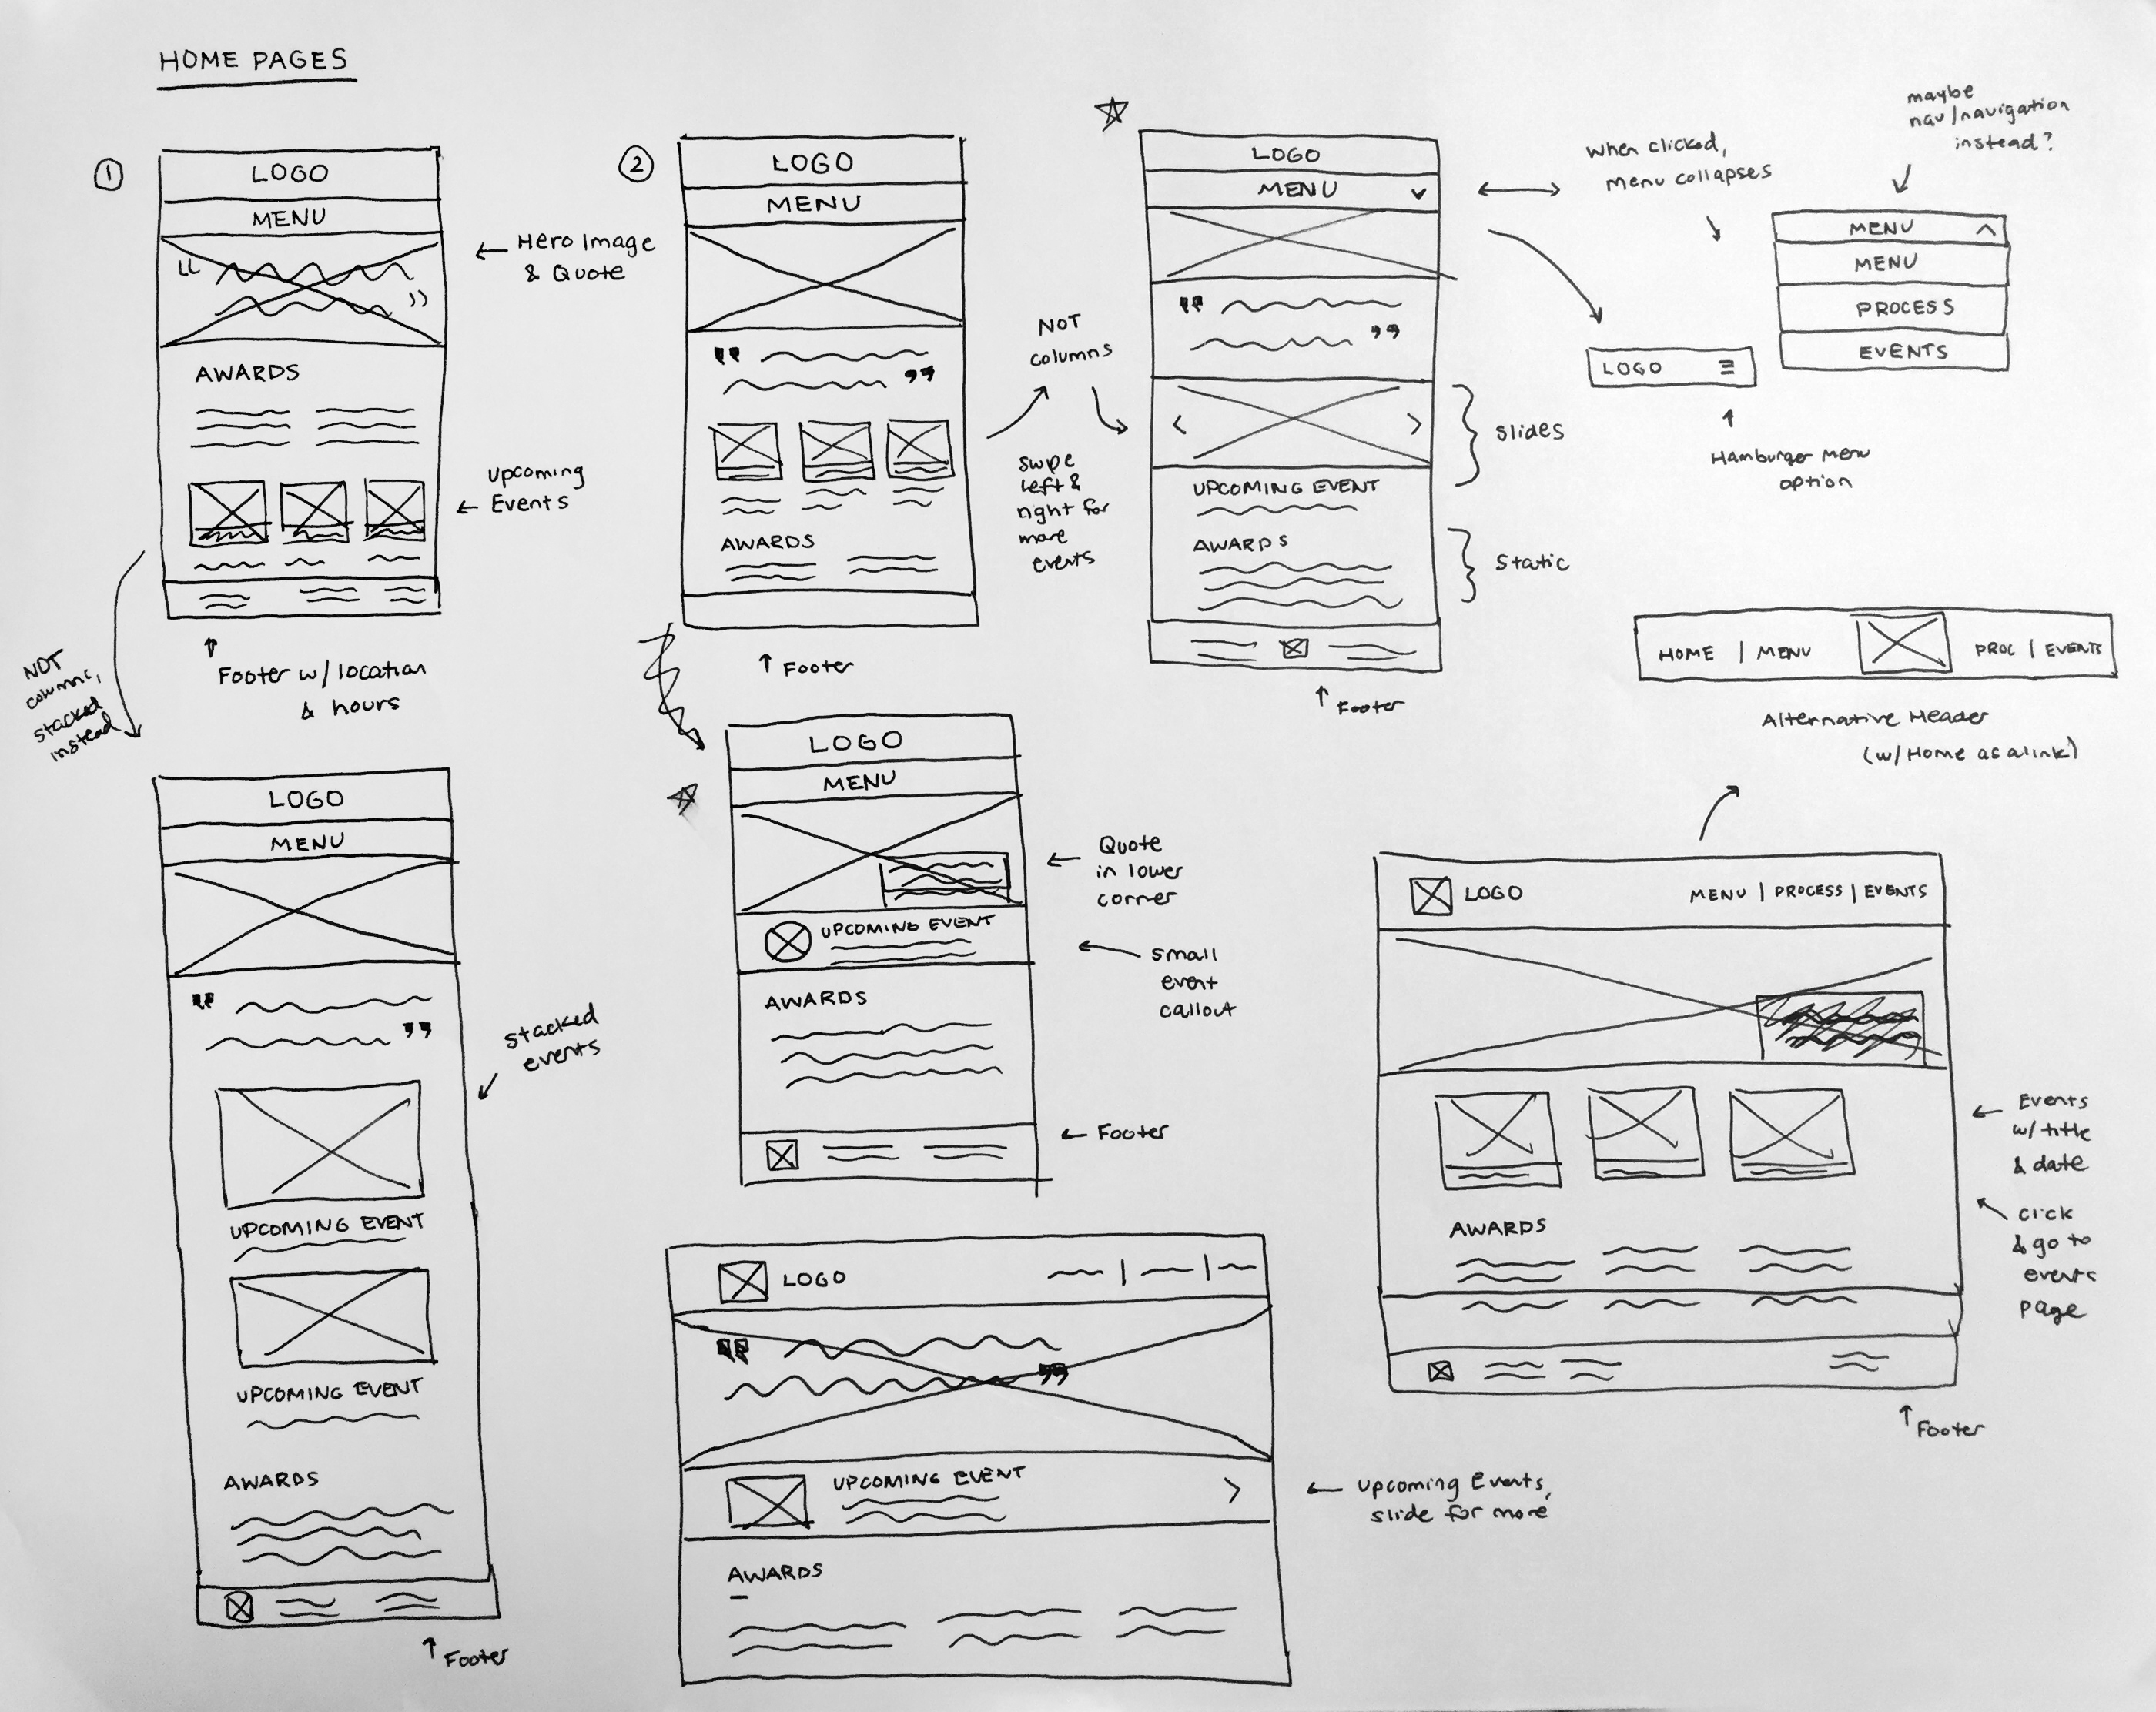 HOME PAGES
1
LOGO
MENU
“
”
AWARDS
← Hero Image
& Quote
Upcoming
← Events
↑
Footer w/ location
& hours
NOT
columns,
stacked
instead
LOGO
MENU
“
”
UPCOMING EVENT
UPCOMING EVENT
AWARDS
stacked
events
↑ Footer
2
LOGO
MENU
“
”
AWARDS
↑ Footer
NOT
columns
swipe
left &
right for
more
events
LOGO
MENU
“
”
UPCOMING EVENT
AWARDS
Slides
Static
↑ Footer
When clicked,
menu collapses
maybe
nav/navigation
instead?
MENU
MENU
PROCESS
EVENTS
LOGO ☰
↑
Hamburger menu
option
HOME | MENU PROC | EVENTS
Alternative Header
(w/ Home as a link)
LOGO
MENU
UPCOMING EVENT
AWARDS
← Quote
in lower
corner
← small
event
callout
← Footer
LOGO
“
”
UPCOMING EVENT >
AWARDS
← Upcoming Events,
slide for more
LOGO MENU | PROCESS | EVENTS
AWARDS
← Events
w/ title
& date
click
& go to
events
page
↑ Footer